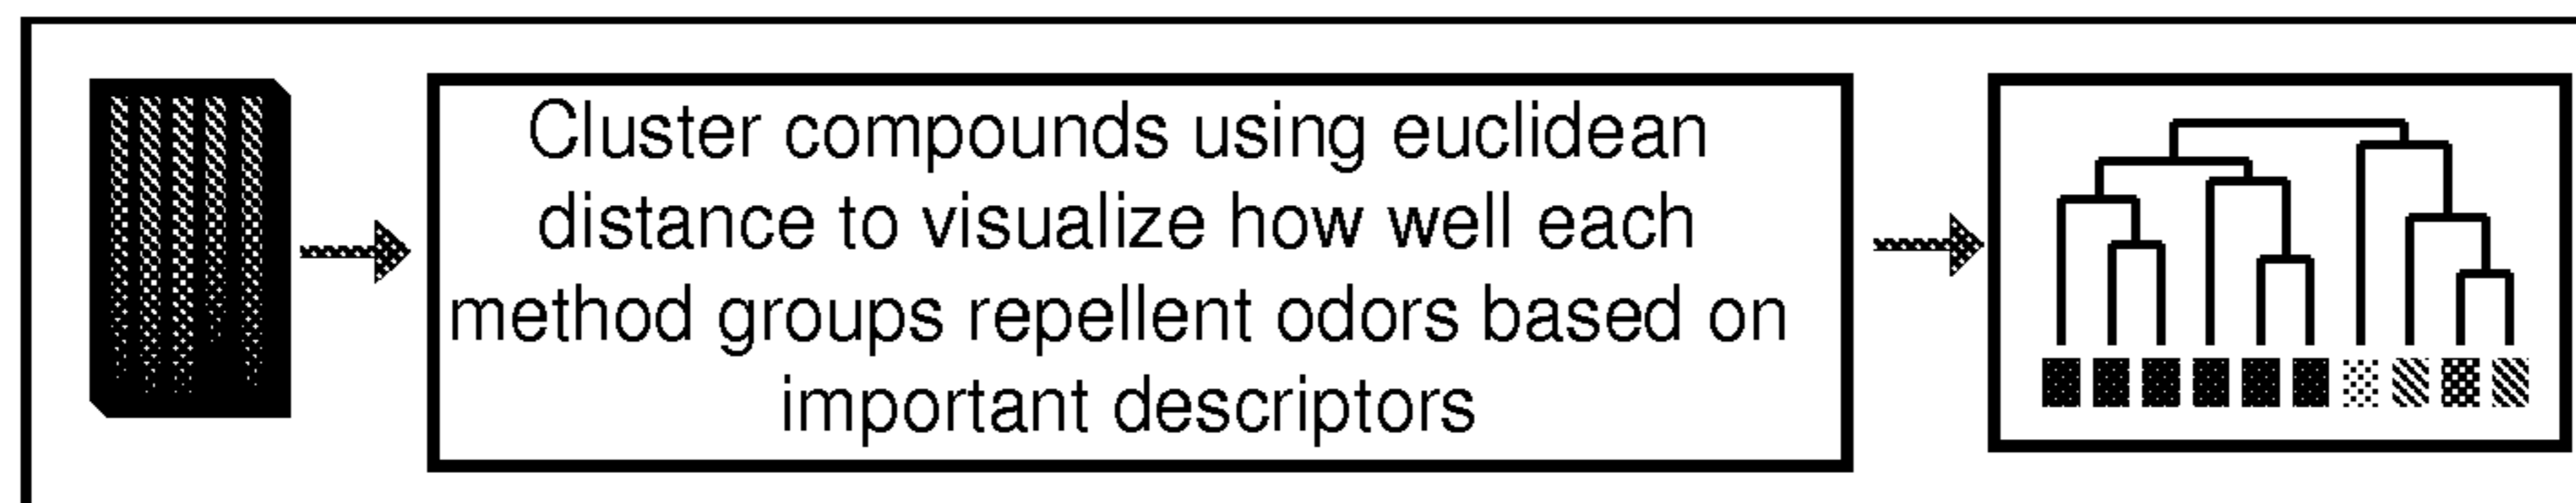 Cluster compounds using euclidean
distance to visualize how well each
method groups repellent odors based on
important descriptors